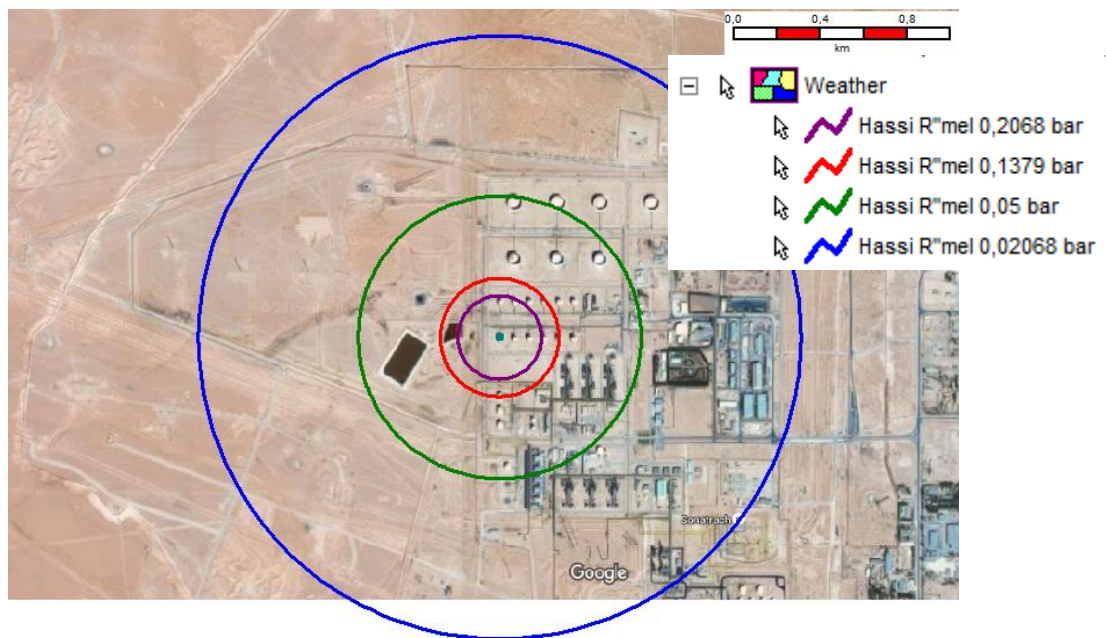 0,0 0,4 0,8
km
Weather
Hassi R"mel 0,2068 bar
Hassi R"mel 0,1379 bar
Hassi R"mel 0,05 bar
Hassi R"mel 0,02068 bar
Sonatrach
Google